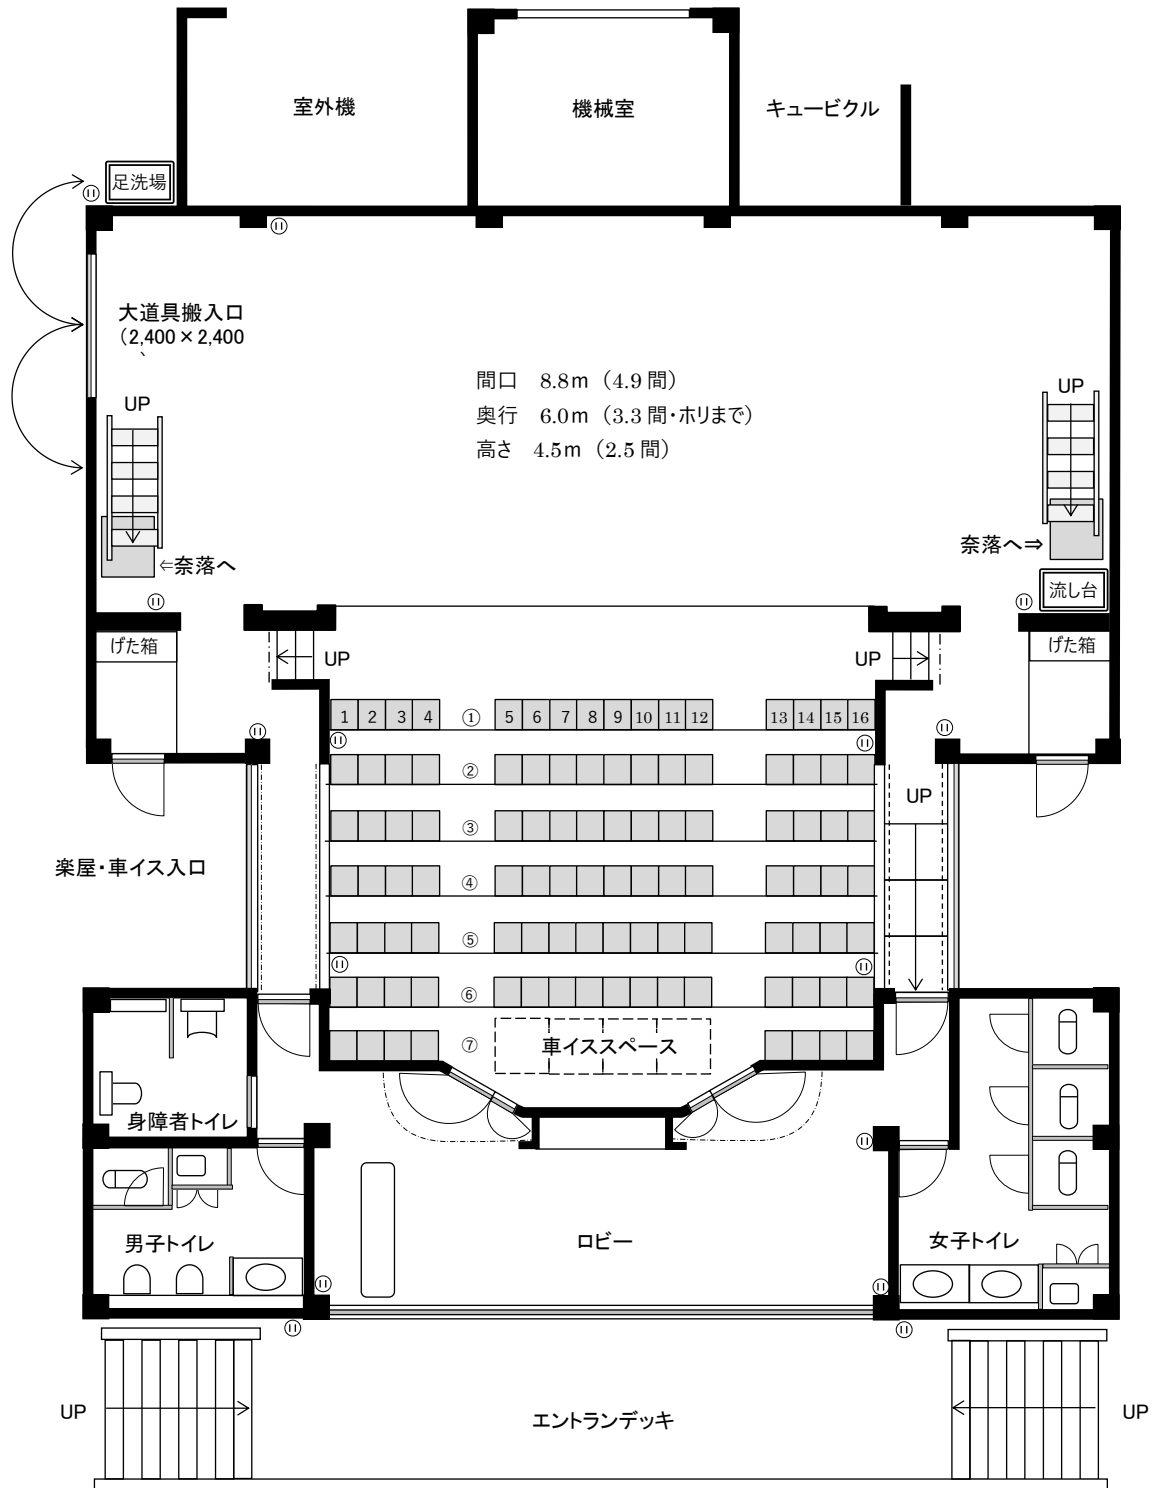 室外機
機械室
キュービクル
足洗場
大道具搬入口
（2,400×2,400
間口 8.8m（4.9間）
奥行 6.0m（3.3間・ホリまで）
高さ 4.5m（2.5間）
UP
UP
⇐奈落へ
奈落へ⇒
流し台
げた箱
げた箱
UP
UP
1 2 3 4 ① 5 6 7 8 9 10 11 12 13 14 15 16
②
UP
③
楽屋・車イス入口
④
⑤
⑥
⑦ 車イススペース
身障者トイレ
男子トイレ
ロビー
女子トイレ
UP
エントランデッキ
UP